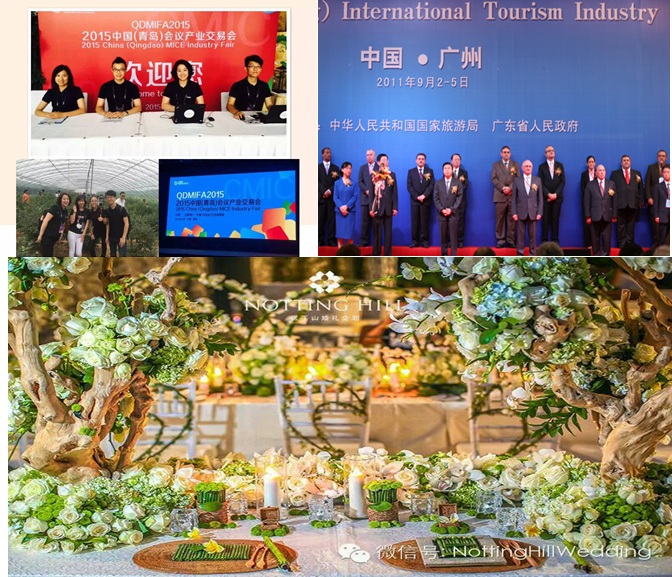 QDMIFA2015
2015中国(青岛)会议产业交易会
2015 China (Qingdao) MICE Industry Fair
欢迎您
QDMIFA2015
2015中国(青岛)会议产业交易会
2015 China (Qingdao) MICE Industry Fair
) International Tourism Industry
中国 • 广州
2011年9月2-5日
: 中华人民共和国国家旅游局 广东省人民政府
NOTTING HILL
微信号: NottingHillWedding